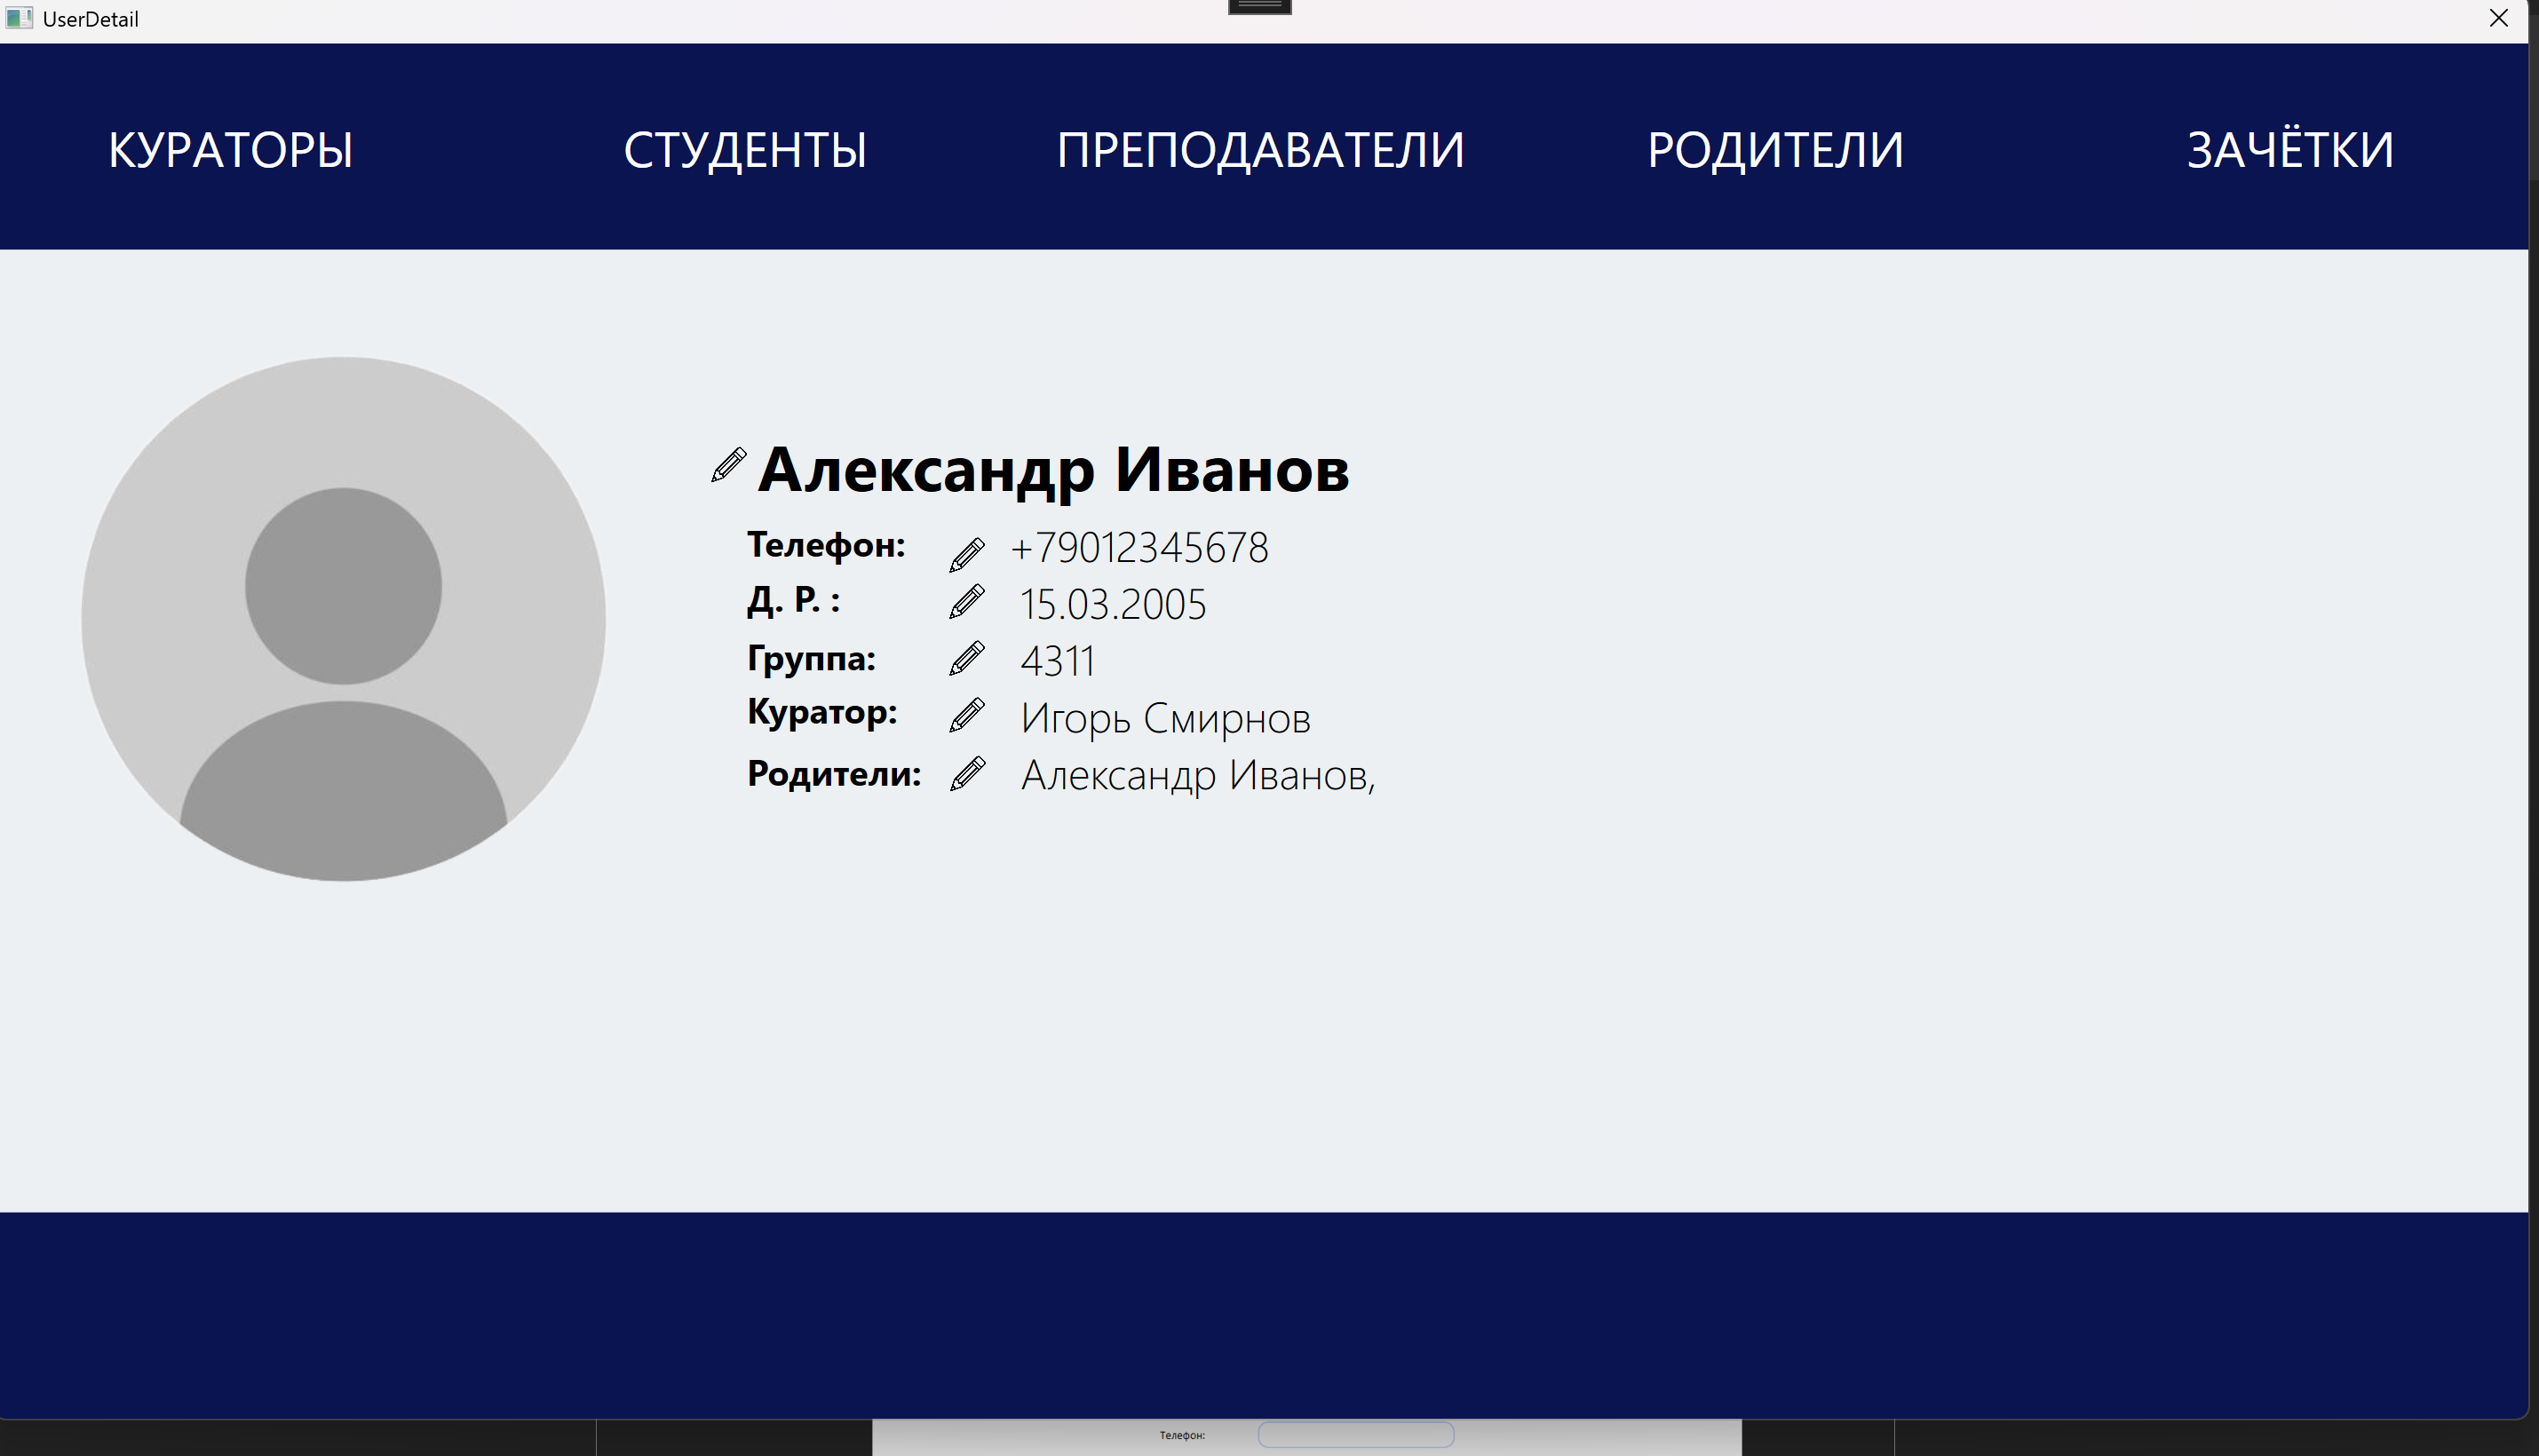 UserDetail
КУРАТОРЫ СТУДЕНТЫ ПРЕПОДАВАТЕЛИ РОДИТЕЛИ ЗАЧЁТКИ
Александр Иванов
Телефон: +79012345678
Д. Р. : 15.03.2005
Группа: 4311
Куратор: Игорь Смирнов
Родители: Александр Иванов,
Телефон: